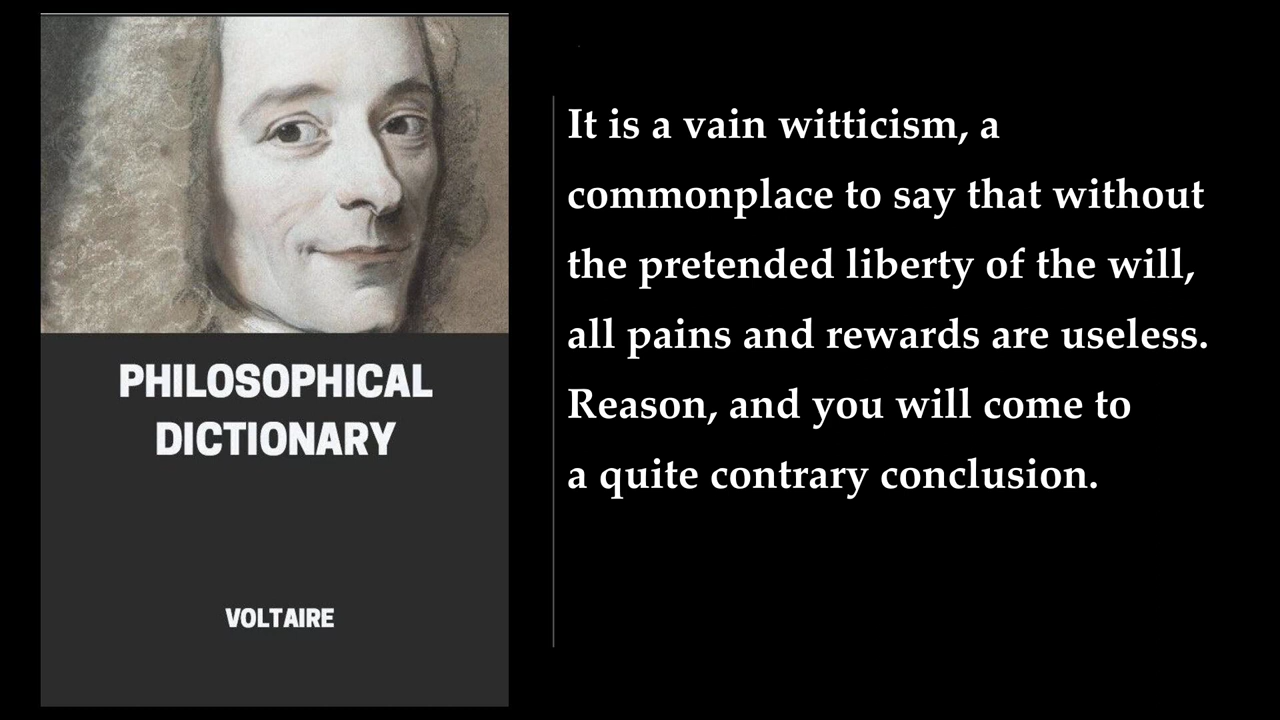 PHILOSOPHICAL
DICTIONARY
VOLTAIRE
It is a vain witticism, a
commonplace to say that without
the pretended liberty of the will,
all pains and rewards are useless.
Reason, and you will come to
a quite contrary conclusion.